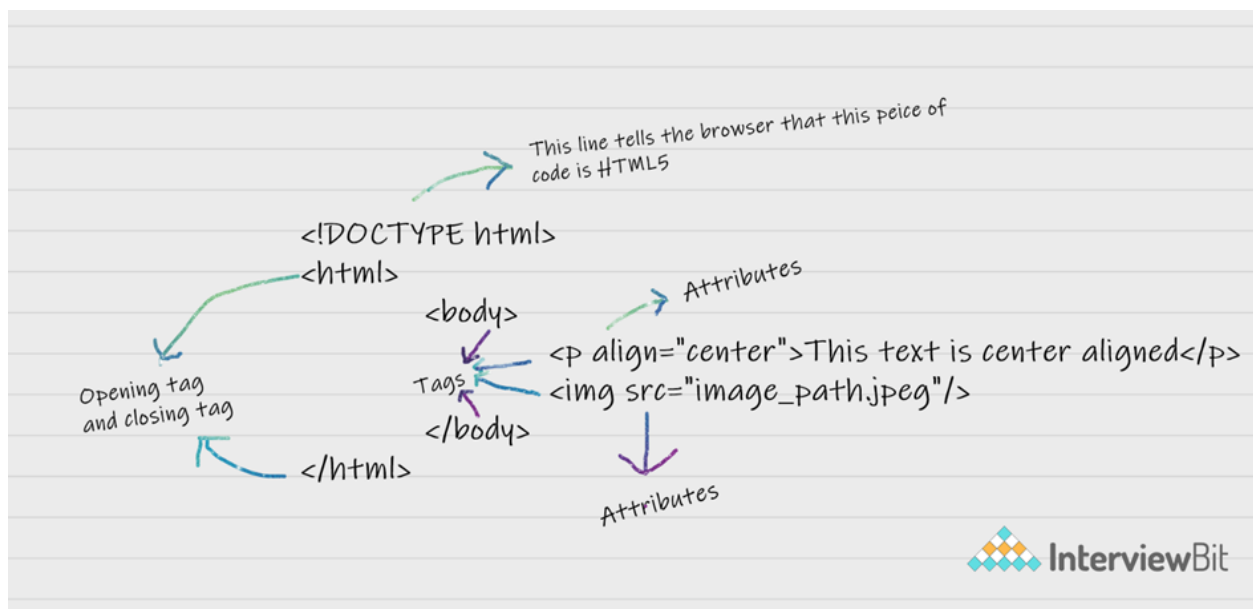 This line tells the browser that this peice of
code is HTML5
<!DOCTYPE html>
<html>
Attributes
<body>
<p align="center">This text is center aligned</p>
Tags
<img src="image_path.jpeg"/>
Opening tag
and closing tag
</body>
</html>
Attributes
InterviewBit